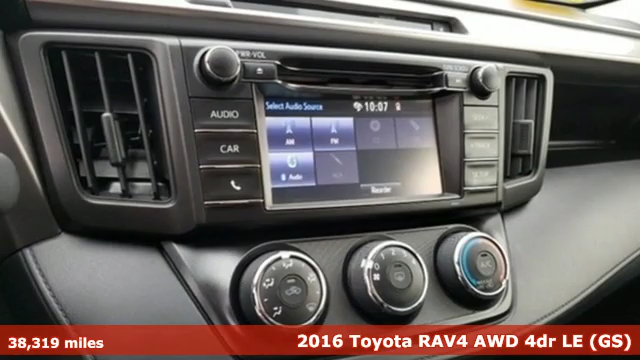 PWR•VOL
AUDIO
CAR
Select Audio Source
10:07
AM
FM
Audio
Reorder
A/C
38,319 miles
2016 Toyota RAV4 AWD 4dr LE (GS)